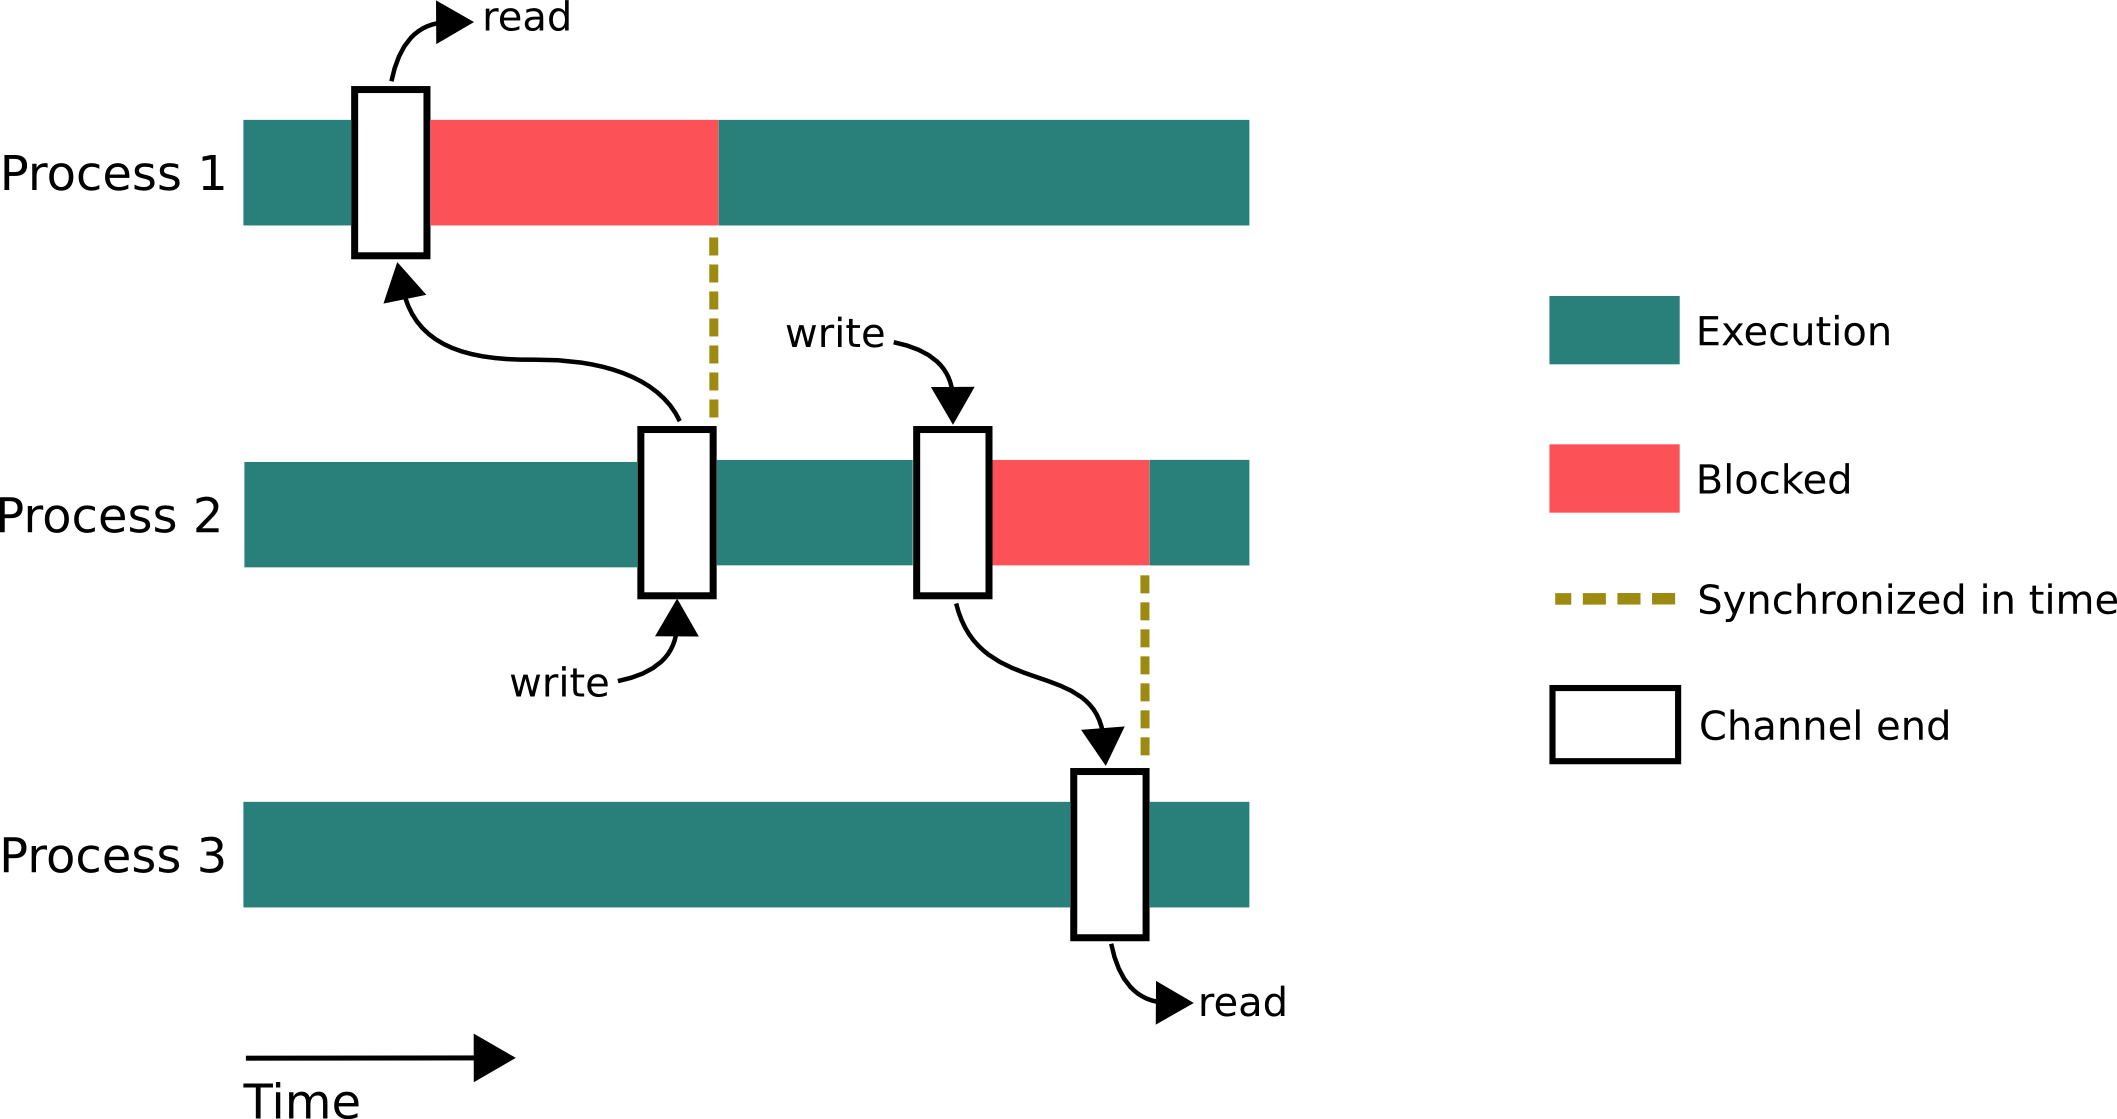 read
Process 1
write
Execution
Blocked
Process 2
Synchronized in time
write
Channel end
Process 3
read
Time